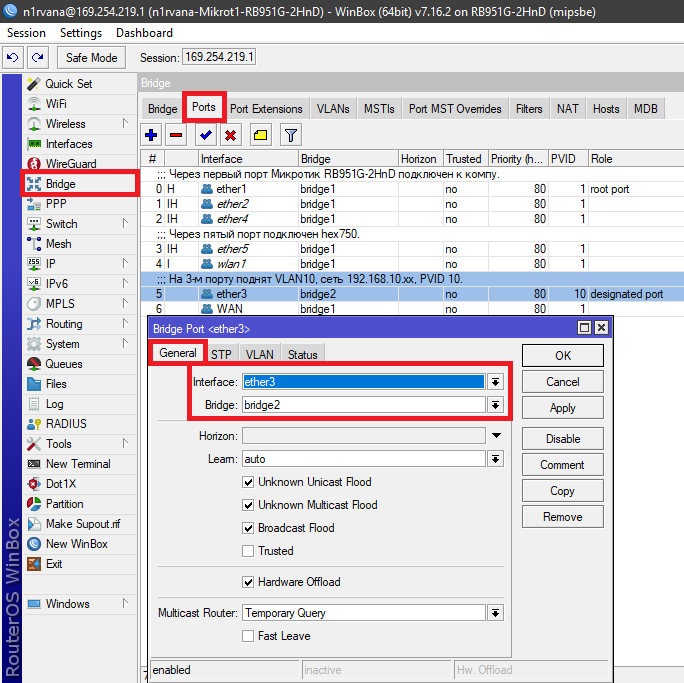 n1rvana@169.254.219.1 (n1rvana-Mikrot1-RB951G-2HnD) - WinBox (64bit) v7.16.2 on RB951G-2HnD (mipsbe)
Session Settings Dashboard
Safe Mode Session: 169.254.219.1
Quick Set
WiFi
Wireless
Interfaces
WireGuard
Bridge
PPP
Switch
Mesh
IP
IPv6
MPLS
Routing
System
Queues
Files
Log
RADIUS
Tools
New Terminal
Dot1X
Partition
Make Supout.rif
New WinBox
Exit
Windows
RouterOS WinBox
Bridge
Bridge Ports Port Extensions VLANs MSTIs Port MST Overrides Filters NAT Hosts MDB
# Interface Bridge Horizon Trusted Priority (h... PVID Role
;;; Через первый порт Микротик RB951G-2HnD подключен к компу.
0 H ether1 bridge1 no 80 1 root port
1 IH ether2 bridge1 no 80 1
2 IH ether4 bridge1 no 80 1
;;; Через пятый порт подключен hex750.
3 IH ether5 bridge1 no 80 1
4 I wlan1 bridge1 no 80 1
;;; На 3-м порту поднят VLAN10, сеть 192.168.10.xx, PVID 10.
5 ether3 bridge2 no 80 10 designated port
6 WAN bridge1 no 80 1
Bridge Port <ether3>
General STP VLAN Status
Interface: ether3
Bridge: bridge2
Horizon:
Learn: auto
Unknown Unicast Flood
Unknown Multicast Flood
Broadcast Flood
Trusted
Hardware Offload
Multicast Router: Temporary Query
Fast Leave
OK
Cancel
Apply
Disable
Comment
Copy
Remove
enabled inactive Hw. Offload